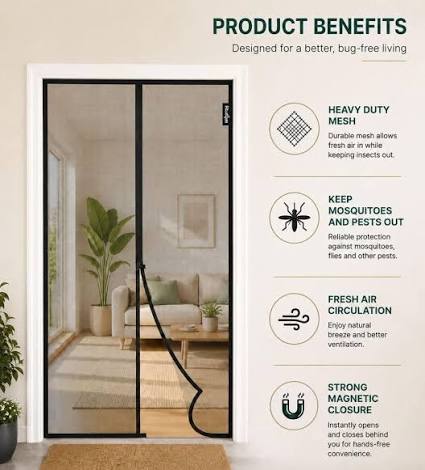 PRODUCT BENEFITS
Designed for a better, bug-free living
HEAVY DUTY
MESH
Durable mesh allows
fresh air in while
keeping insects out.
KEEP
MOSQUITOES
AND PESTS OUT
Reliable protection
against mosquitoes,
flies and other pests.
FRESH AIR
CIRCULATION
Enjoy natural
breeze and better
ventilation.
STRONG
MAGNETIC
CLOSURE
Instantly opens
and closes behind
you for hands-free
convenience.